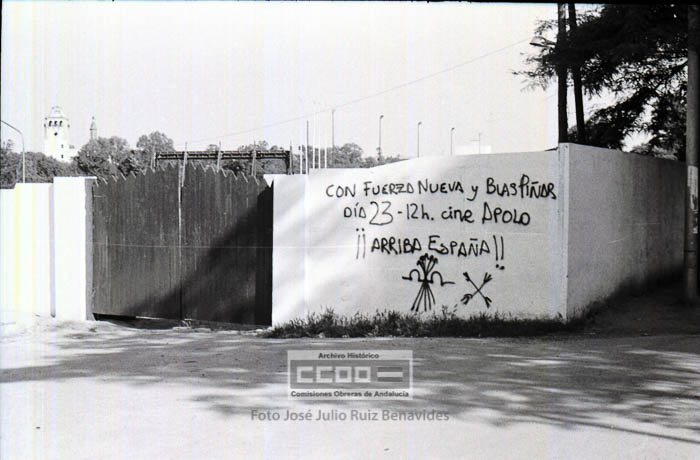 CON FUERZA NUEVA y BLAS PIÑAR
DÍA 23-12h. cine APOLO
¡¡ARRIBA ESPAÑA!!
Archivo Histórico
CCOO
Comisiones Obreras de Andalucía
Foto José Julio Ruiz Benavides